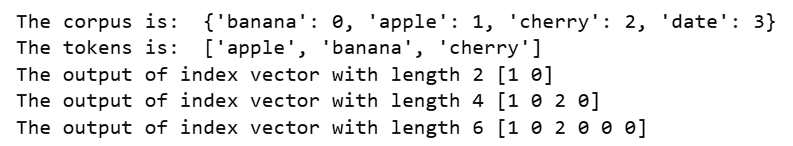 The corpus is:  {'banana': 0, 'apple': 1, 'cherry': 2, 'date': 3}
The tokens is:  ['apple', 'banana', 'cherry']
The output of index vector with length 2 [1 0]
The output of index vector with length 4 [1 0 2 0]
The output of index vector with length 6 [1 0 2 0 0 0]